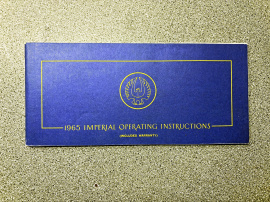 1965 IMPERIAL OPERATING INSTRUCTIONS
(INCLUDES WARRANTY)